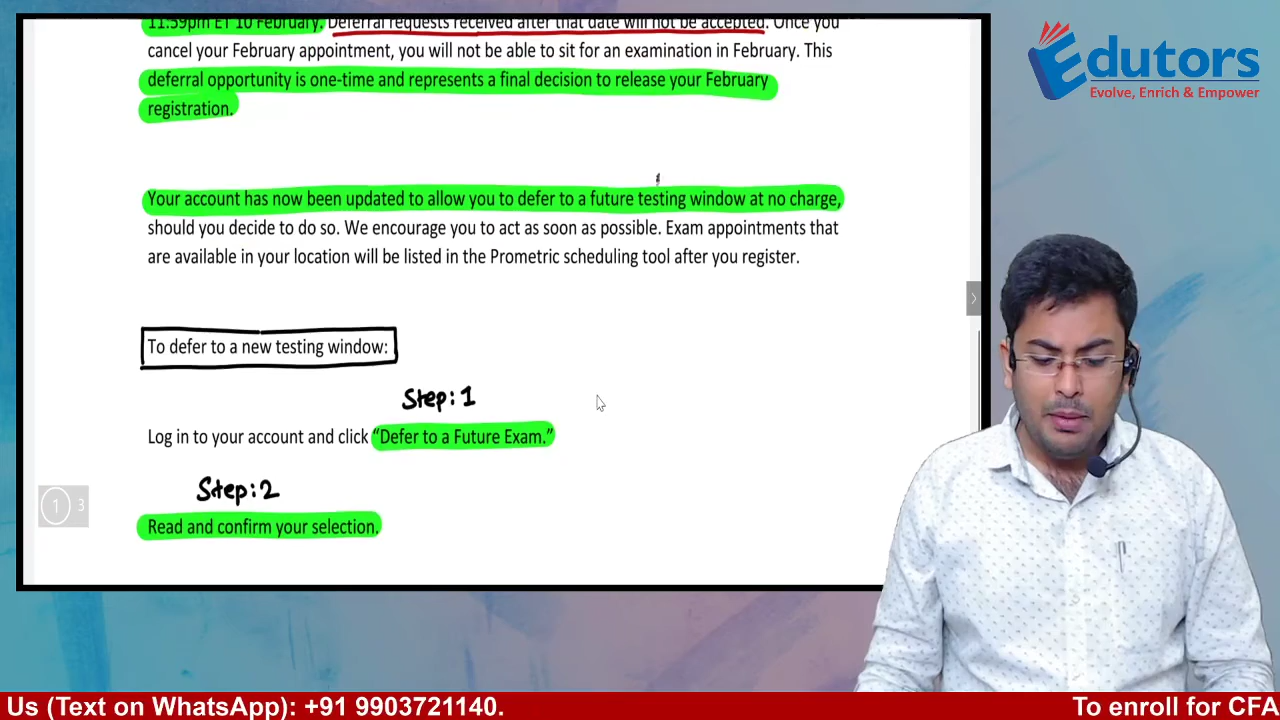 11:59pm ET 10 February. Deferral requests received after that date will not be accepted. Once you
cancel your February appointment, you will not be able to sit for an examination in February. This
deferral opportunity is one-time and represents a final decision to release your February
registration.
Your account has now been updated to allow you to defer to a future testing window at no charge,
should you decide to do so. We encourage you to act as soon as possible. Exam appointments that
are available in your location will be listed in the Prometric scheduling tool after you register.
To defer to a new testing window:
Step: 1
Log in to your account and click “Defer to a Future Exam.”
Step: 2
1 3
Read and confirm your selection.
Edutors
Evolve, Enrich & Empower
Us (Text on WhatsApp): +91 9903721140. To enroll for CFA